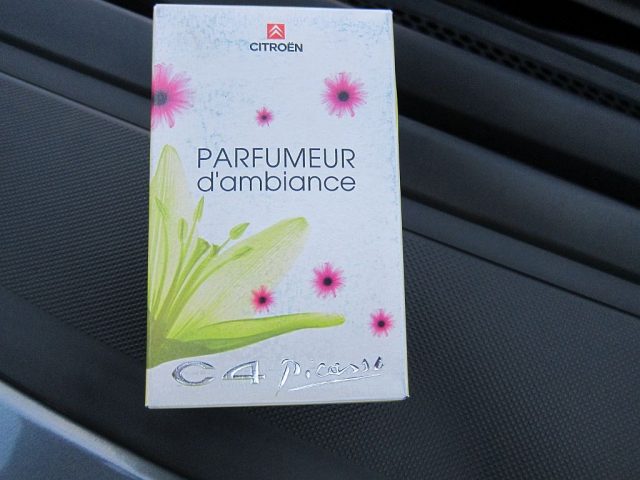 CITROËN
PARFUMEUR
d'ambiance
C4 Picasso